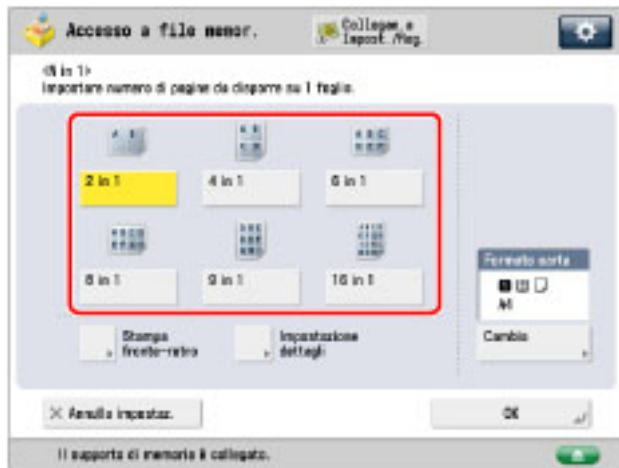 Accesso a file memor.
Collegam. e
Impost./Reg.
<N in 1>
Impostare numero di pagine da disporre su 1 foglio.
2 in 1
4 in 1
6 in 1
8 in 1
9 in 1
16 in 1
Formato carta
A4
Cambia
Stampa
fronte-retro
Impostazione
dettagli
Annulla impostaz.
OK
Il supporto di memoria è collegato.